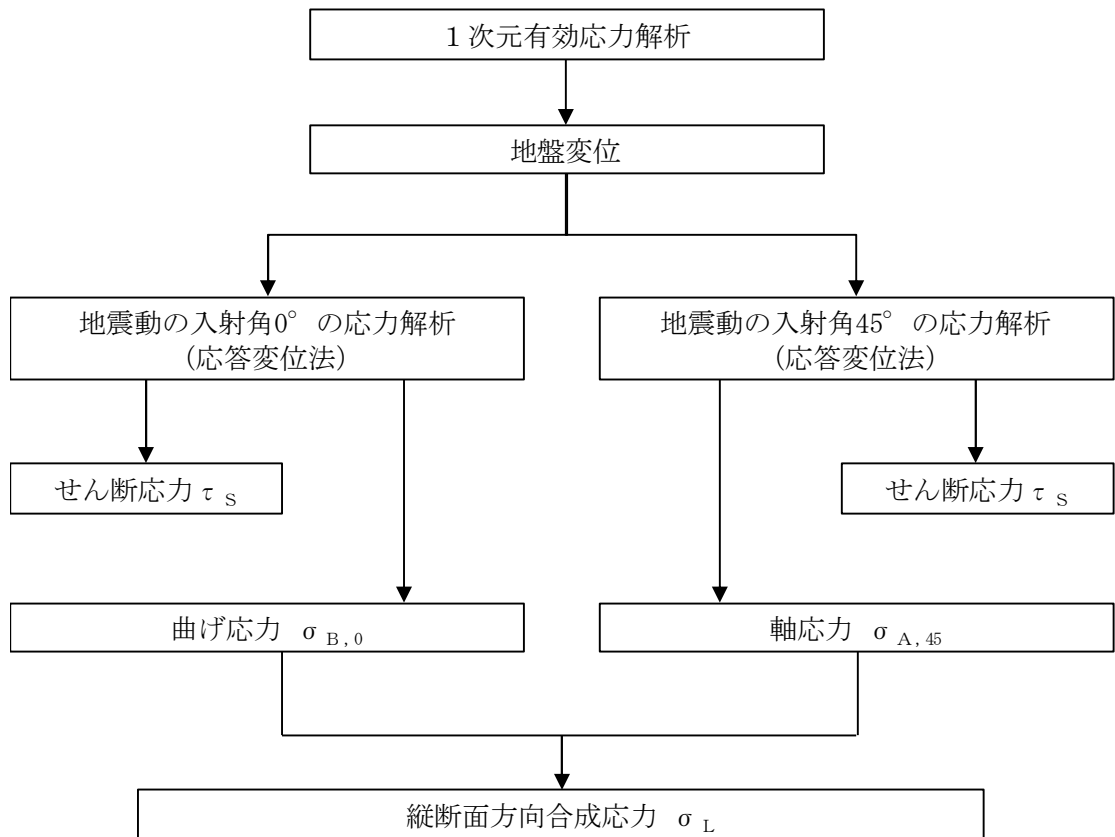 １次元有効応力解析
地盤変位
地震動の入射角0°の応力解析
(応答変位法)
地震動の入射角45°の応力解析
(応答変位法)
せん断応力τ S
せん断応力τ S
曲げ応力 σ B, 0
軸応力 σ A, 45
縦断面方向合成応力 σ L